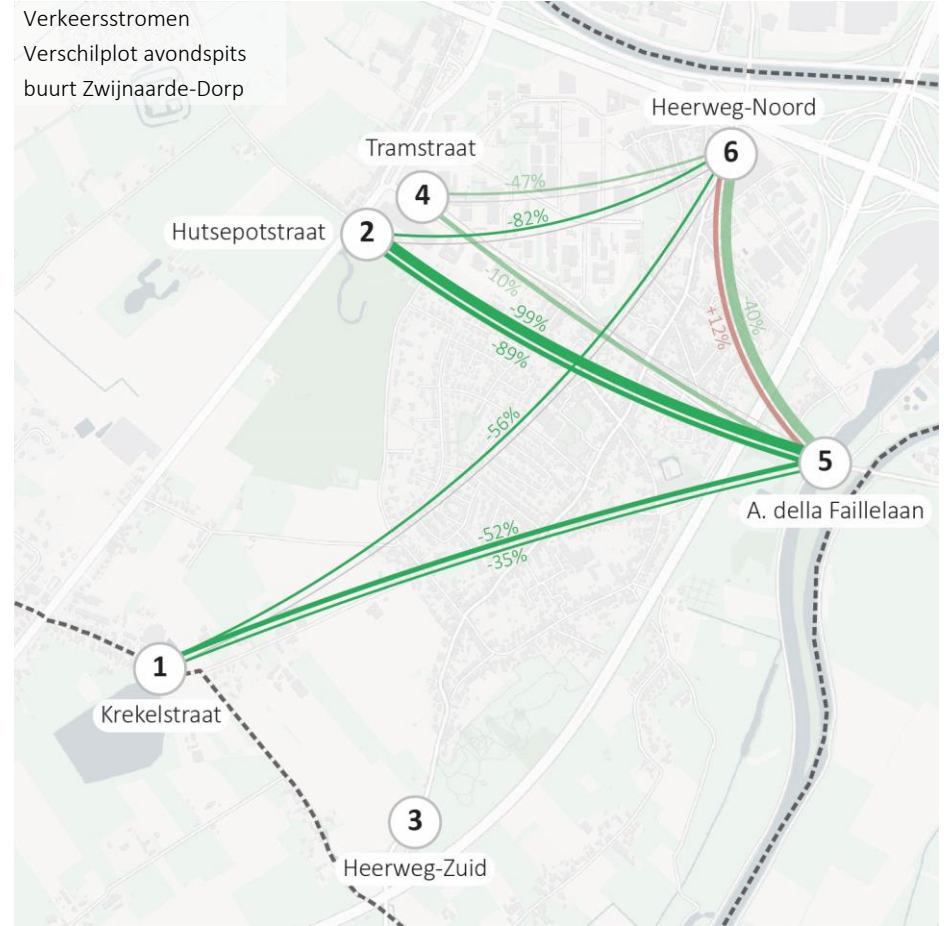 Verkeersstromen
Verschilplot avondspits
buurt Zwijnaarde-Dorp
Heerweg-Noord
6
Tramstraat
4
-47%
Hutsepotstraat
2
-82%
-10%
-99%
-89%
+12%
-40%
-56%
5
A. della Faillelaan
-52%
-35%
1
Krekelstraat
3
Heerweg-Zuid